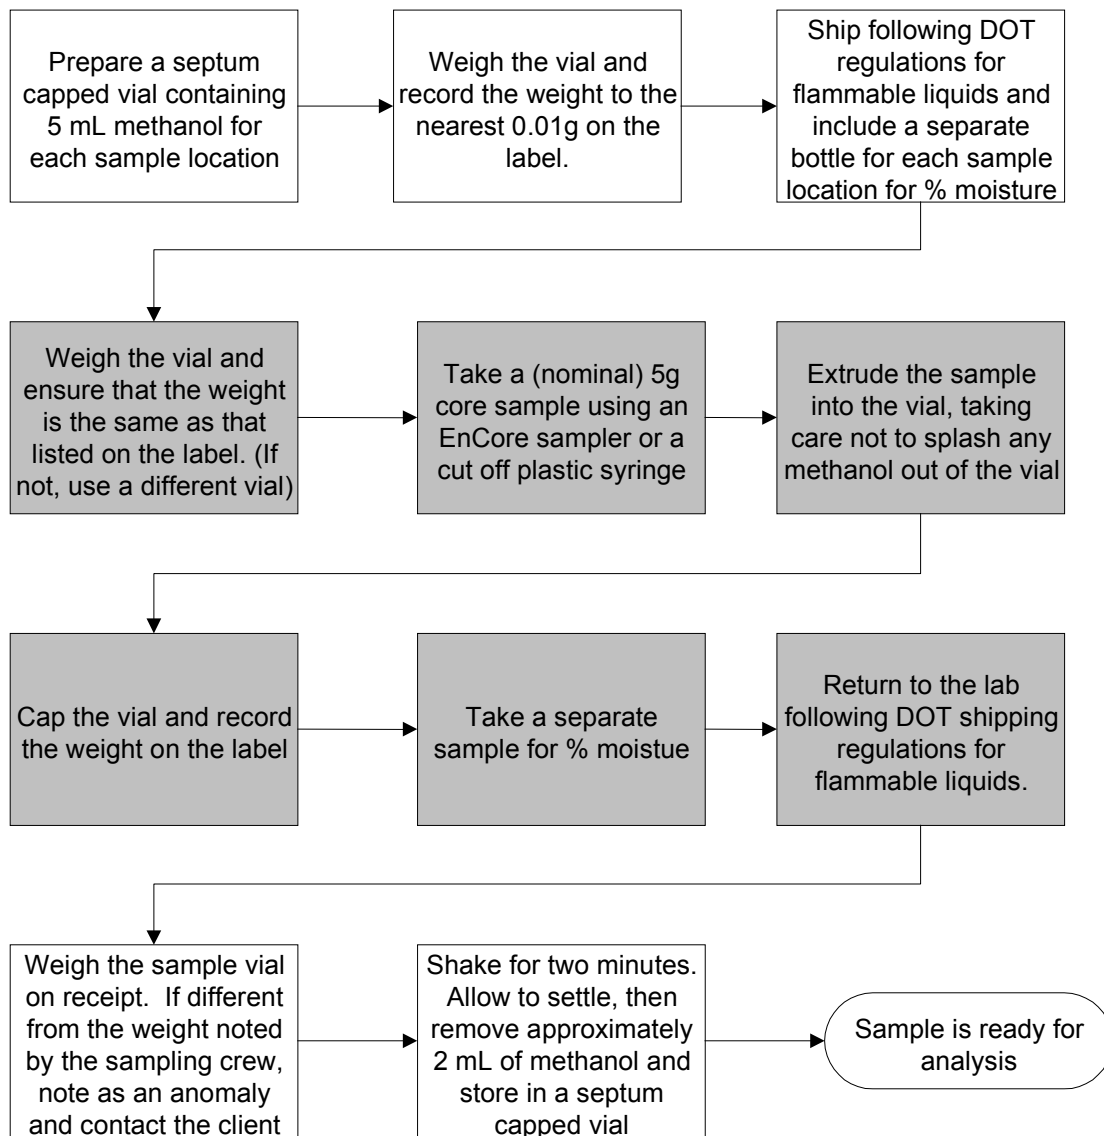 Prepare a septum
capped vial containing
5 mL methanol for
each sample location
Weigh the vial and
record the weight to the
nearest 0.01g on the
label.
Ship following DOT
regulations for
flammable liquids and
include a separate
bottle for each sample
location for % moisture
Weigh the vial and
ensure that the weight
is the same as that
listed on the label. (If
not, use a different vial)
Take a (nominal) 5g
core sample using an
EnCore sampler or a
cut off plastic syringe
Extrude the sample
into the vial, taking
care not to splash any
methanol out of the vial
Cap the vial and record
the weight on the label
Take a separate
sample for % moistue
Return to the lab
following DOT shipping
regulations for
flammable liquids.
Weigh the sample vial
on receipt.  If different
from the weight noted
by the sampling crew,
note as an anomaly
and contact the client
Shake for two minutes.
Allow to settle, then
remove approximately
2 mL of methanol and
store in a septum
capped vial
Sample is ready for
analysis